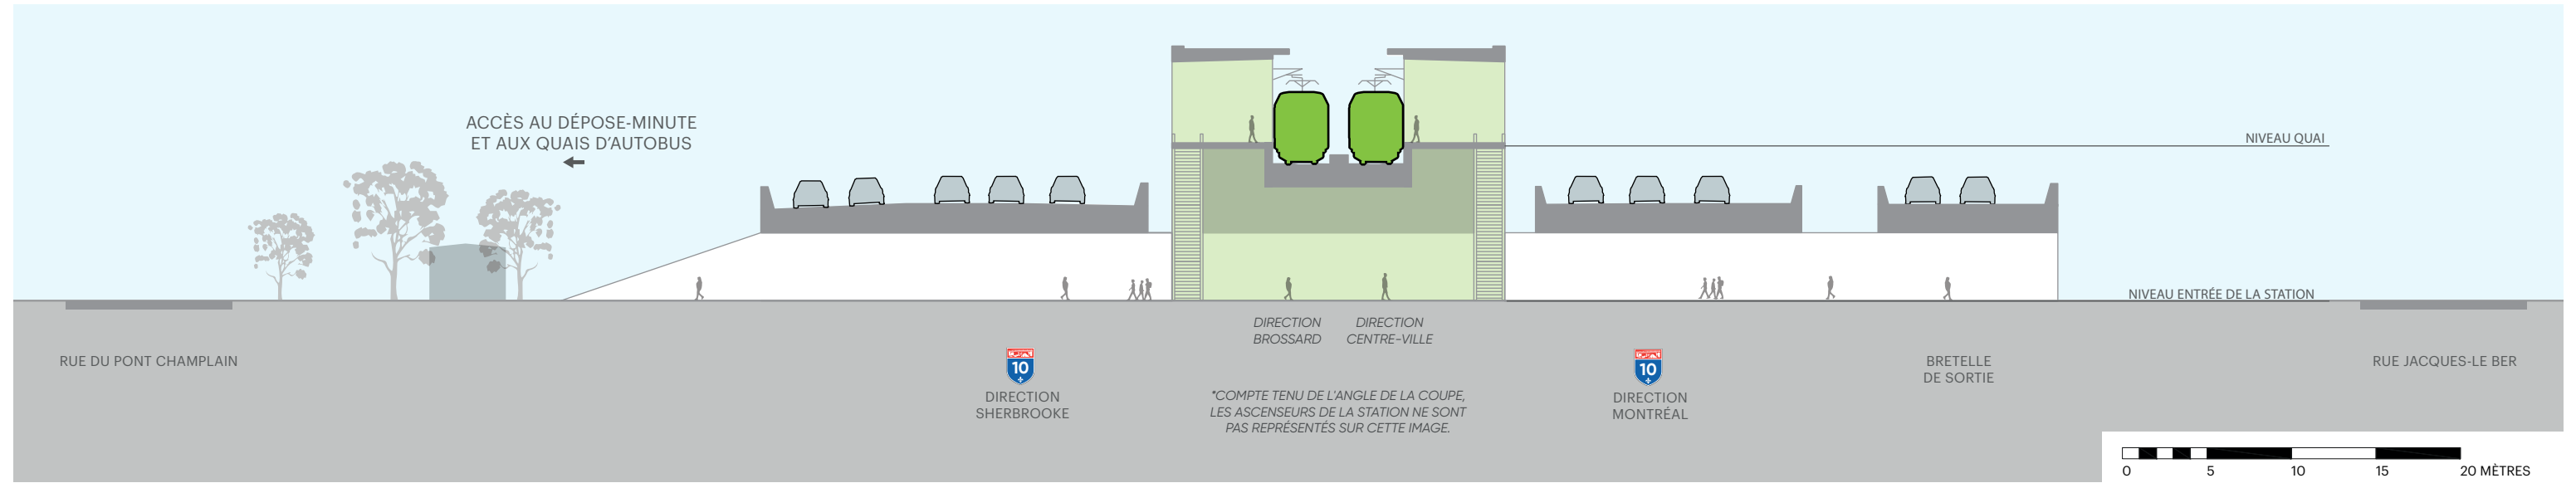 ACCÈS AU DÉPOSE-MINUTE
ET AUX QUAIS D'AUTOBUS
NIVEAU QUAI
NIVEAU ENTRÉE DE LA STATION
DIRECTION
BROSSARD
DIRECTION
CENTRE-VILLE
RUE DU PONT CHAMPLAIN
10
DIRECTION
SHERBROOKE
*COMPTE TENU DE L'ANGLE DE LA COUPE,
LES ASCENSEURS DE LA STATION NE SONT
PAS REPRÉSENTÉS SUR CETTE IMAGE.
10
DIRECTION
MONTRÉAL
BRETELLE
DE SORTIE
RUE JACQUES-LE BER
0 5 10 15 20 MÈTRES